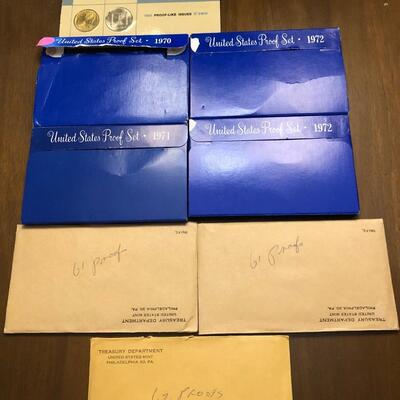 PROOF-LIKE ISSUES
United States Proof Set • 1970
United States Proof Set • 1972
United States Proof Set • 1971
United States Proof Set • 1972
61 Proof
TREASURY DEPARTMENT
UNITED STATES MINT
PHILADELPHIA 30, PA.
61 Proofs
TREASURY DEPARTMENT
UNITED STATES MINT
PHILADELPHIA 30, PA.
TREASURY DEPARTMENT
UNITED STATES MINT
PHILADELPHIA 30, PA.
PROOFS